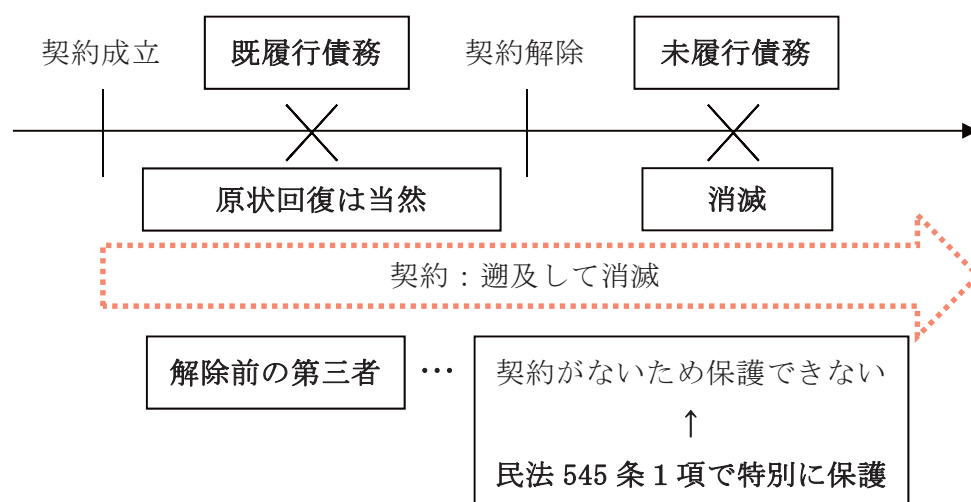 契約成立
既履行債務
契約解除
未履行債務
原状回復は当然
消滅
契約：遡及して消滅
解除前の第三者
…
契約がないため保護できない
↑
民法 545 条 1 項で特別に保護